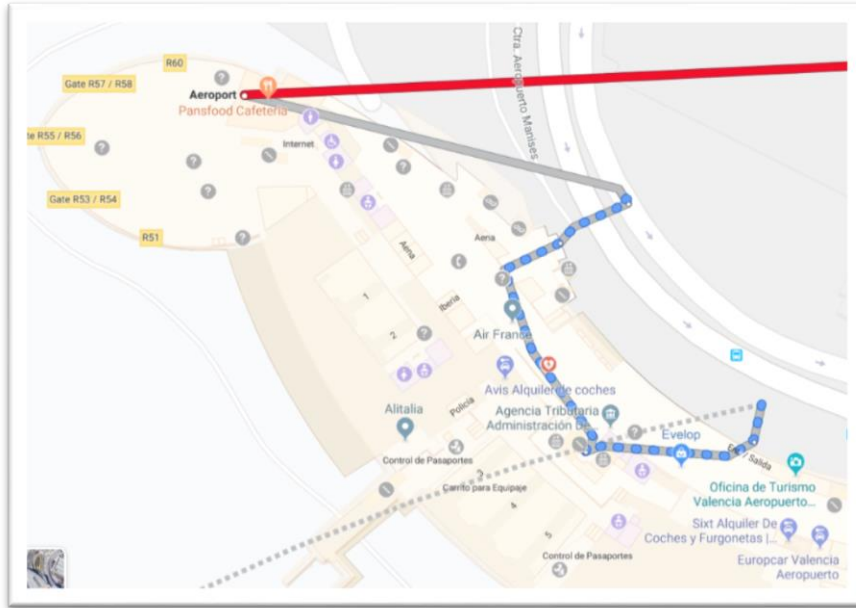 R60
Gate R57 / R58
Aeroport
Pansfood Cafeteria
Ctra. Aeropuerto Manises
te R55 / R56
Internet
Gate R53 / R54
R51
Aena
Aena
1
Iberia
2
Air France
Avis Alquiler de coches
Alitalia
Policia
Agencia Tributaria
Administración De...
Evelop
Control de Pasaportes
/ Salida
3
Carrito para Equipaje
Oficina de Turismo
Valencia Aeropuerto...
4
Sixt Alquiler De
Coches y Furgonetas |...
5
Control de Pasaportes
Europcar Valencia
Aeropuerto